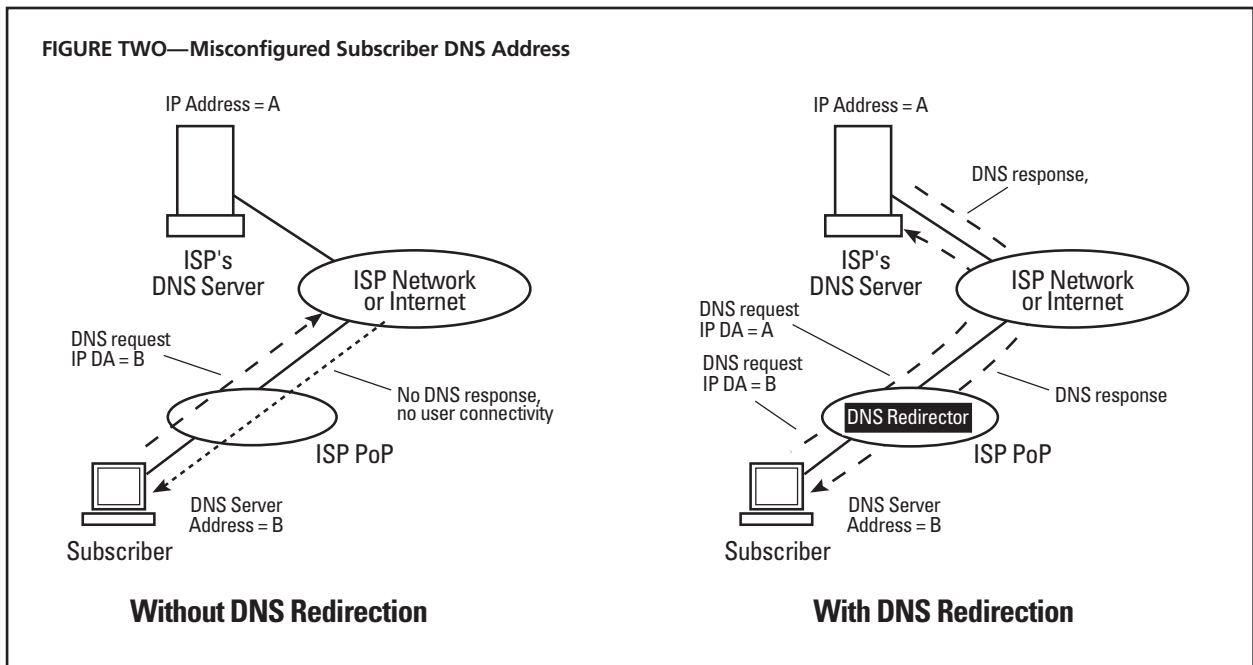 FIGURE TWO—Misconfigured Subscriber DNS Address
IP Address = A
ISP's
DNS Server
ISP Network
or Internet
DNS request
IP DA = B
No DNS response,
no user connectivity
ISP PoP
DNS Server
Address = B
Subscriber
Without DNS Redirection
IP Address = A
DNS response,
ISP's
DNS Server
ISP Network
or Internet
DNS request
IP DA = A
DNS request
IP DA = B
DNS response
DNS Redirector
ISP PoP
DNS Server
Address = B
Subscriber
With DNS Redirection